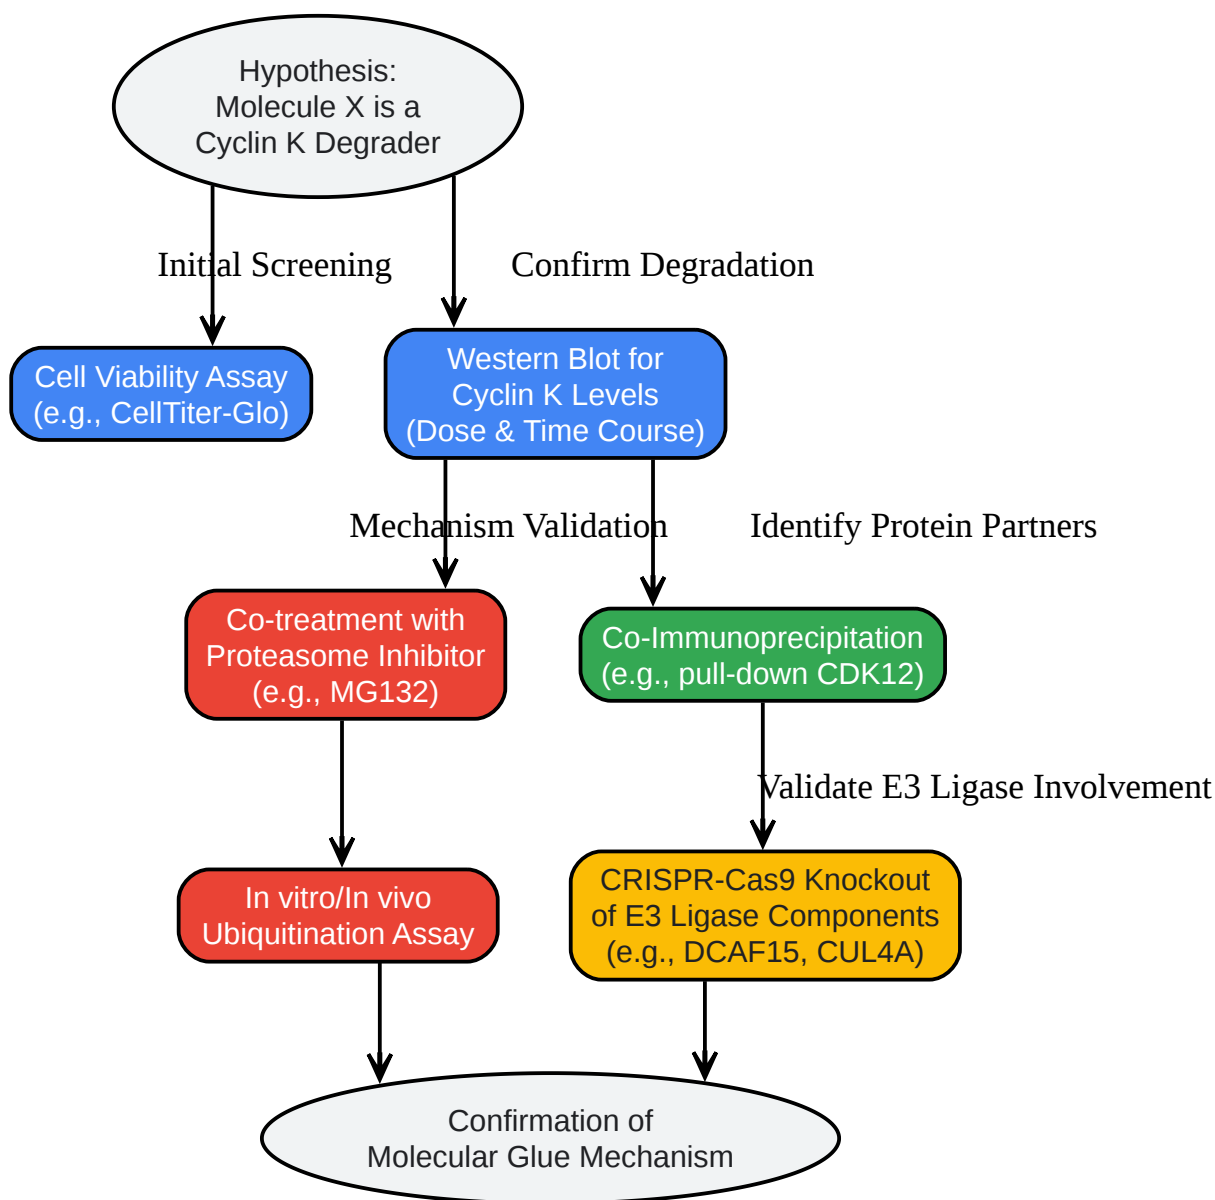 Hypothesis:
Molecule X is a
Cyclin K Degrader
Initial Screening
Confirm Degradation
Cell Viability Assay
(e.g., CellTiter-Glo)
Western Blot for
Cyclin K Levels
(Dose & Time Course)
Mechanism Validation
Identify Protein Partners
Co-treatment with
Proteasome Inhibitor
(e.g., MG132)
Co-Immunoprecipitation
(e.g., pull-down CDK12)
Validate E3 Ligase Involvement
In vitro/In vivo
Ubiquitination Assay
CRISPR-Cas9 Knockout
of E3 Ligase Components
(e.g., DCAF15, CUL4A)
Confirmation of
Molecular Glue Mechanism